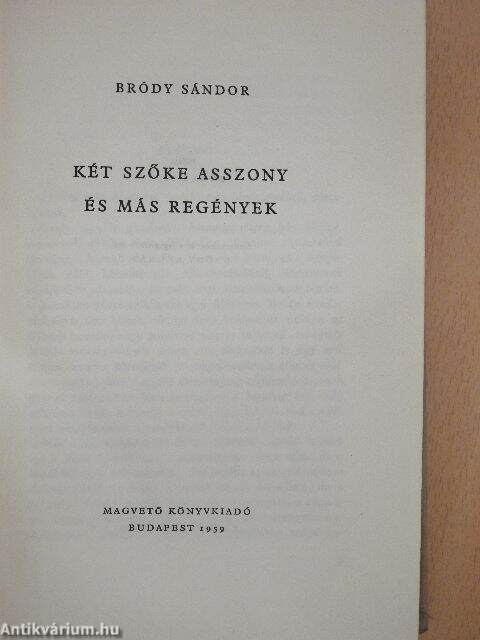 BRÓDY SÁNDOR
KÉT SZŐKE ASSZONY
ÉS MÁS REGÉNYEK
MAGVETŐ KÖNYVKIADÓ
BUDAPEST 1959
Antikvárium.hu